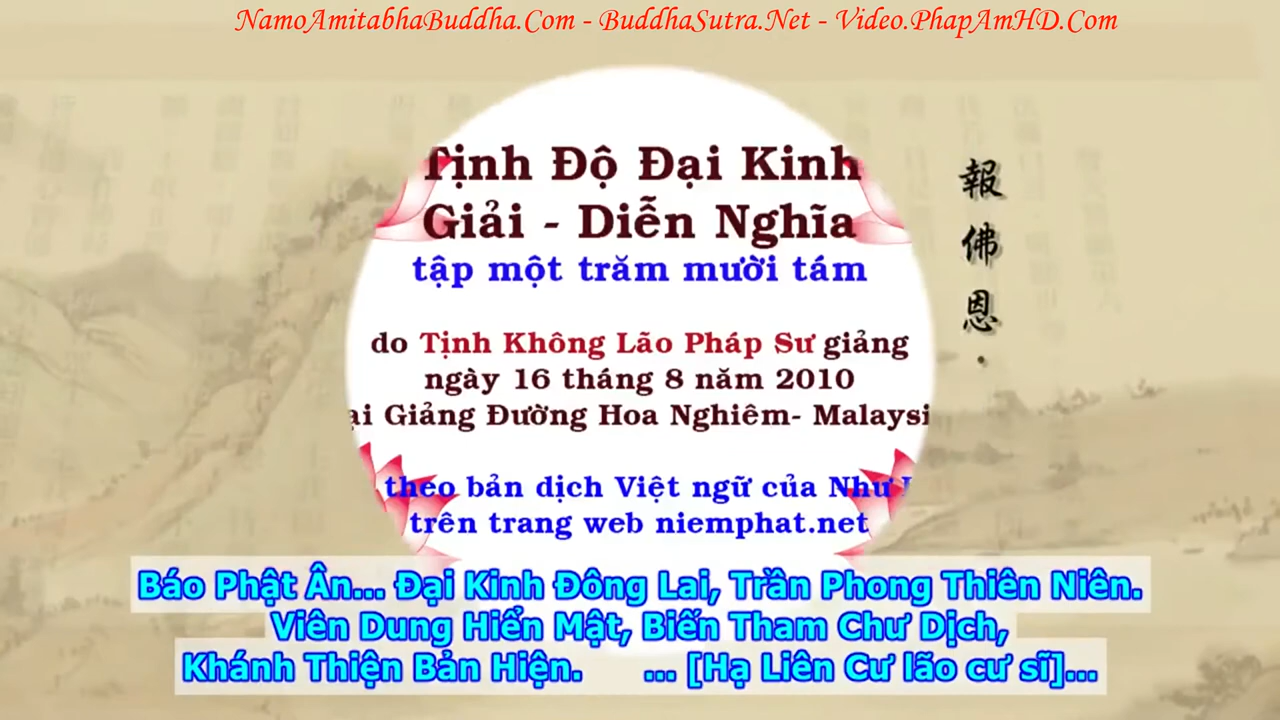 NamoAmitabhaBuddha.Com - BuddhaSutra.Net - Video.PhapAmHD.Com
Tịnh Độ Đại Kinh
Giải - Diễn Nghĩa
tập một trăm mười tám
do Tịnh Không Lão Pháp Sư giảng
ngày 16 tháng 8 năm 2010
Giảng Đường Hoa Nghiêm- Malaysi
theo bản dịch Việt ngữ của Như
trên trang web niemphat.net
報佛恩.
Báo Phật Ân... Đại Kinh Đông Lai, Trần Phong Thiên Niên.
Viên Dung Hiển Mật, Biến Tham Chư Dịch,
Khánh Thiện Bản Hiện. ... [Hạ Liên Cư lão cư sĩ]...